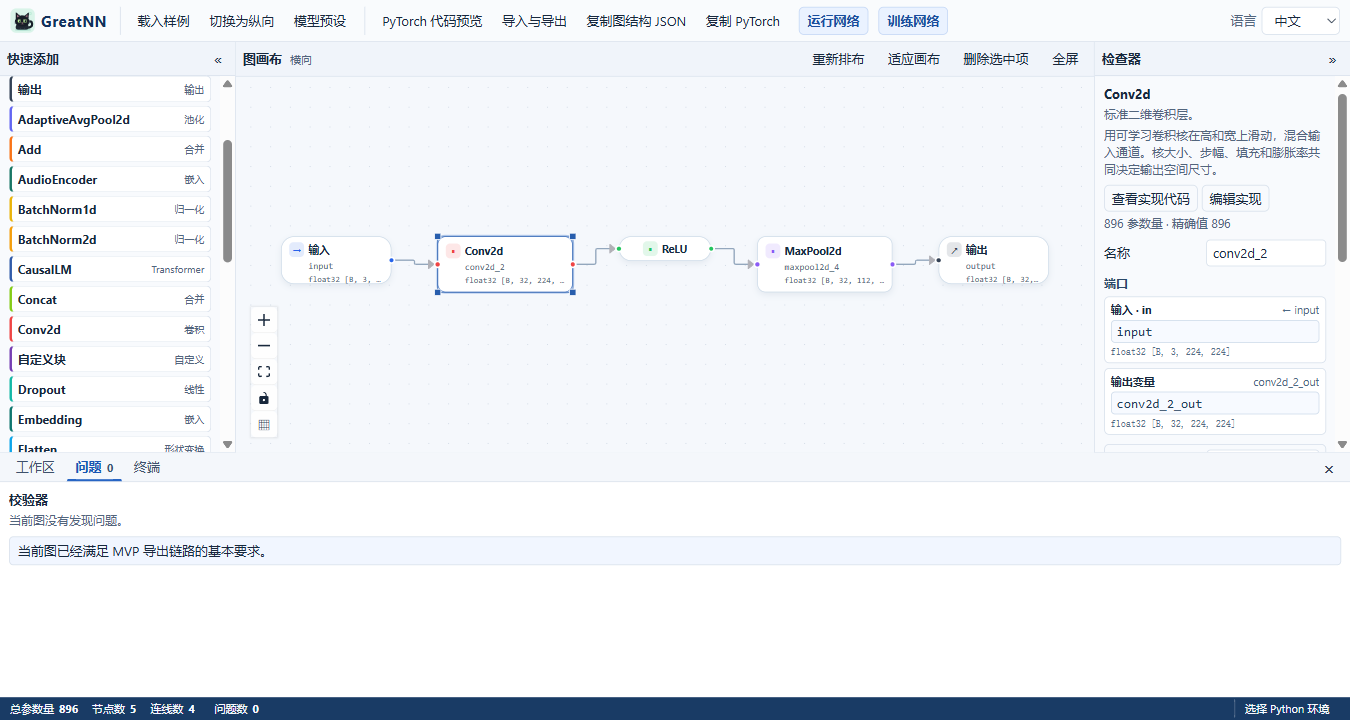 GreatNN 载入样例 切换为纵向 模型预设 PyTorch 代码预览 导入与导出 复制图结构 JSON 复制 PyTorch 运行网络 训练网络 语言 中文
快速添加 «
输出 输出
AdaptiveAvgPool2d 池化
Add 合并
AudioEncoder 嵌入
BatchNorm1d 归一化
BatchNorm2d 归一化
CausalLM Transformer
Concat 合并
Conv2d 卷积
自定义块 自定义
Dropout 线性
Embedding 嵌入
Flatten 形状变换
图画布 横向 重新排布 适应画布 删除选中项 全屏
输入
input
float32 [B, 3, …
Conv2d
conv2d_2
float32 [B, 32, 224, …
ReLU
MaxPool2d
maxpool2d_4
float32 [B, 32, 112, …
输出
output
float32 [B, 32,…
检查器 »
Conv2d
标准二维卷积层。
用可学习卷积核在高和宽上滑动，混合输
入通道。核大小、步幅、填充和膨胀率共
同决定输出空间尺寸。
查看实现代码 编辑实现
896 参数量 · 精确值 896
名称 conv2d_2
端口
输入 · in ← input
input
float32 [B, 3, 224, 224]
输出变量 conv2d_2_out
conv2d_2_out
float32 [B, 32, 224, 224]
工作区 问题 0 终端
校验器
当前图没有发现问题。
当前图已经满足 MVP 导出链路的基本要求。
总参数量 896 节点数 5 连线数 4 问题数 0 选择 Python 环境